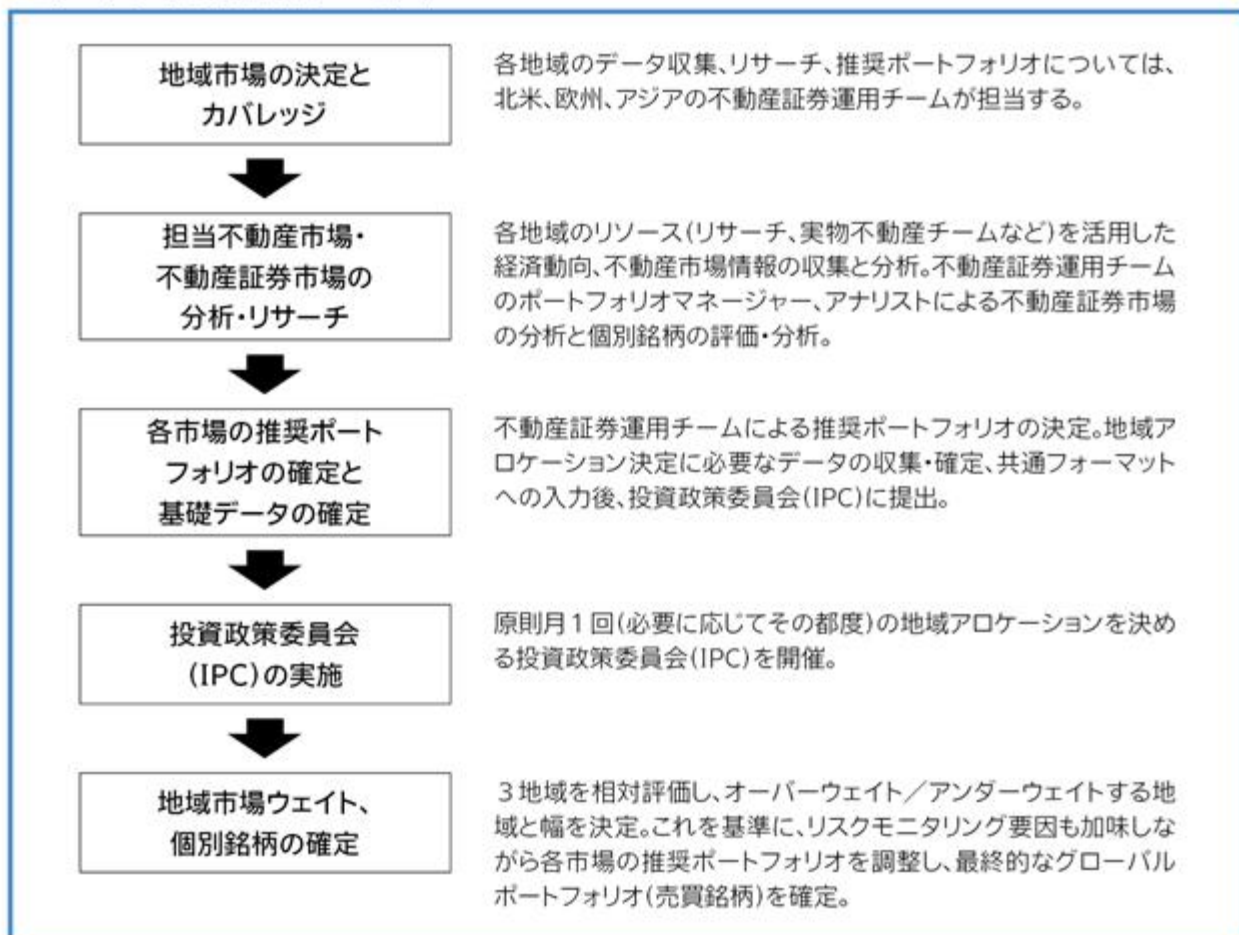 地域市場の決定と
カバレッジ
各地域のデータ収集、リサーチ、推奨ポートフォリオについては、
北米、欧州、アジアの不動産証券運用チームが担当する。
担当不動産市場・
不動産証券市場の
分析・リサーチ
各地域のリソース(リサーチ、実物不動産チームなど)を活用した
経済動向、不動産市場情報の収集と分析。不動産証券運用チーム
のポートフォリオマネージャー、アナリストによる不動産証券市場
の分析と個別銘柄の評価・分析。
各市場の推奨ポート
フォリオの確定と
基礎データの確定
不動産証券運用チームによる推奨ポートフォリオの決定。地域ア
ロケーション決定に必要なデータの収集・確定、共通フォーマット
への入力後、投資政策委員会(IPC)に提出。
投資政策委員会
(IPC)の実施
原則月1回(必要に応じてその都度)の地域アロケーションを決め
る投資政策委員会(IPC)を開催。
地域市場ウェイト、
個別銘柄の確定
3地域を相対評価し、オーバーウェイト/アンダーウェイトする地
域と幅を決定。これを基準に、リスクモニタリング要因も加味しな
がら各市場の推奨ポートフォリオを調整し、最終的なグローバル
ポートフォリオ(売買銘柄)を確定。